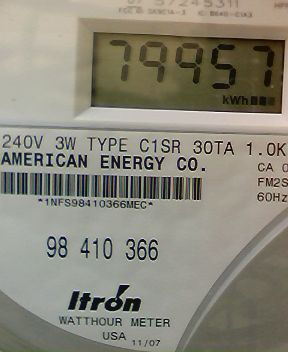 79957
kWh
240V 3W TYPE C1SR 30TA 1.0K
AMERICAN ENERGY CO.
CA 0
FM2S
60Hz
*1NFS98410366MEC*
98 410 366
Itrón
WATTHOUR METER
USA 11/07